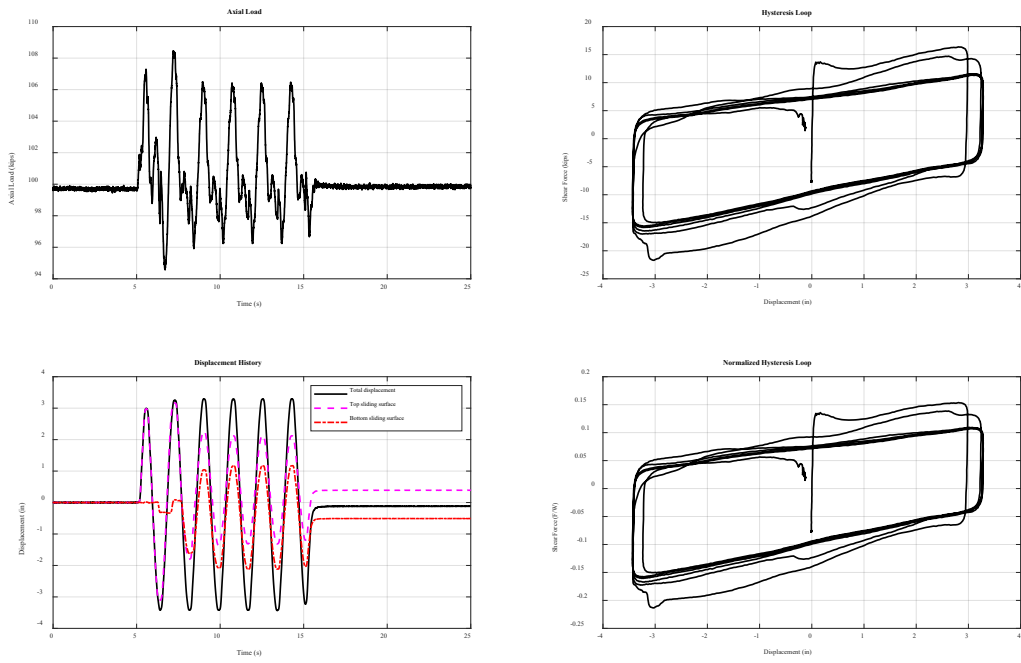 Axial Load
110
108
106
104
102
100
98
96
94
Axial Load (kips)
0 5 10 15 20 25
Time (s)
Hysteresis Loop
20
15
10
5
0
-5
-10
-15
-20
-25
Shear Force (kips)
-4 -3 -2 -1 0 1 2 3 4
Displacement (in)
Displacement History
4
3
2
1
0
-1
-2
-3
-4
Displacement (in)
Total displacement
Top sliding surface
Bottom sliding surface
0 5 10 15 20 25
Time (s)
Normalized Hysteresis Loop
0.2
0.15
0.1
0.05
0
-0.05
-0.1
-0.15
-0.2
-0.25
Shear Force (F/W)
-4 -3 -2 -1 0 1 2 3 4
Displacement (in)